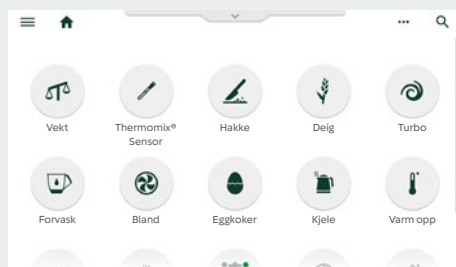 Vekt
Thermomix®
Sensor
Hakke
Deig
Turbo
Forvask
Bland
Eggkoker
Kjele
Varm opp